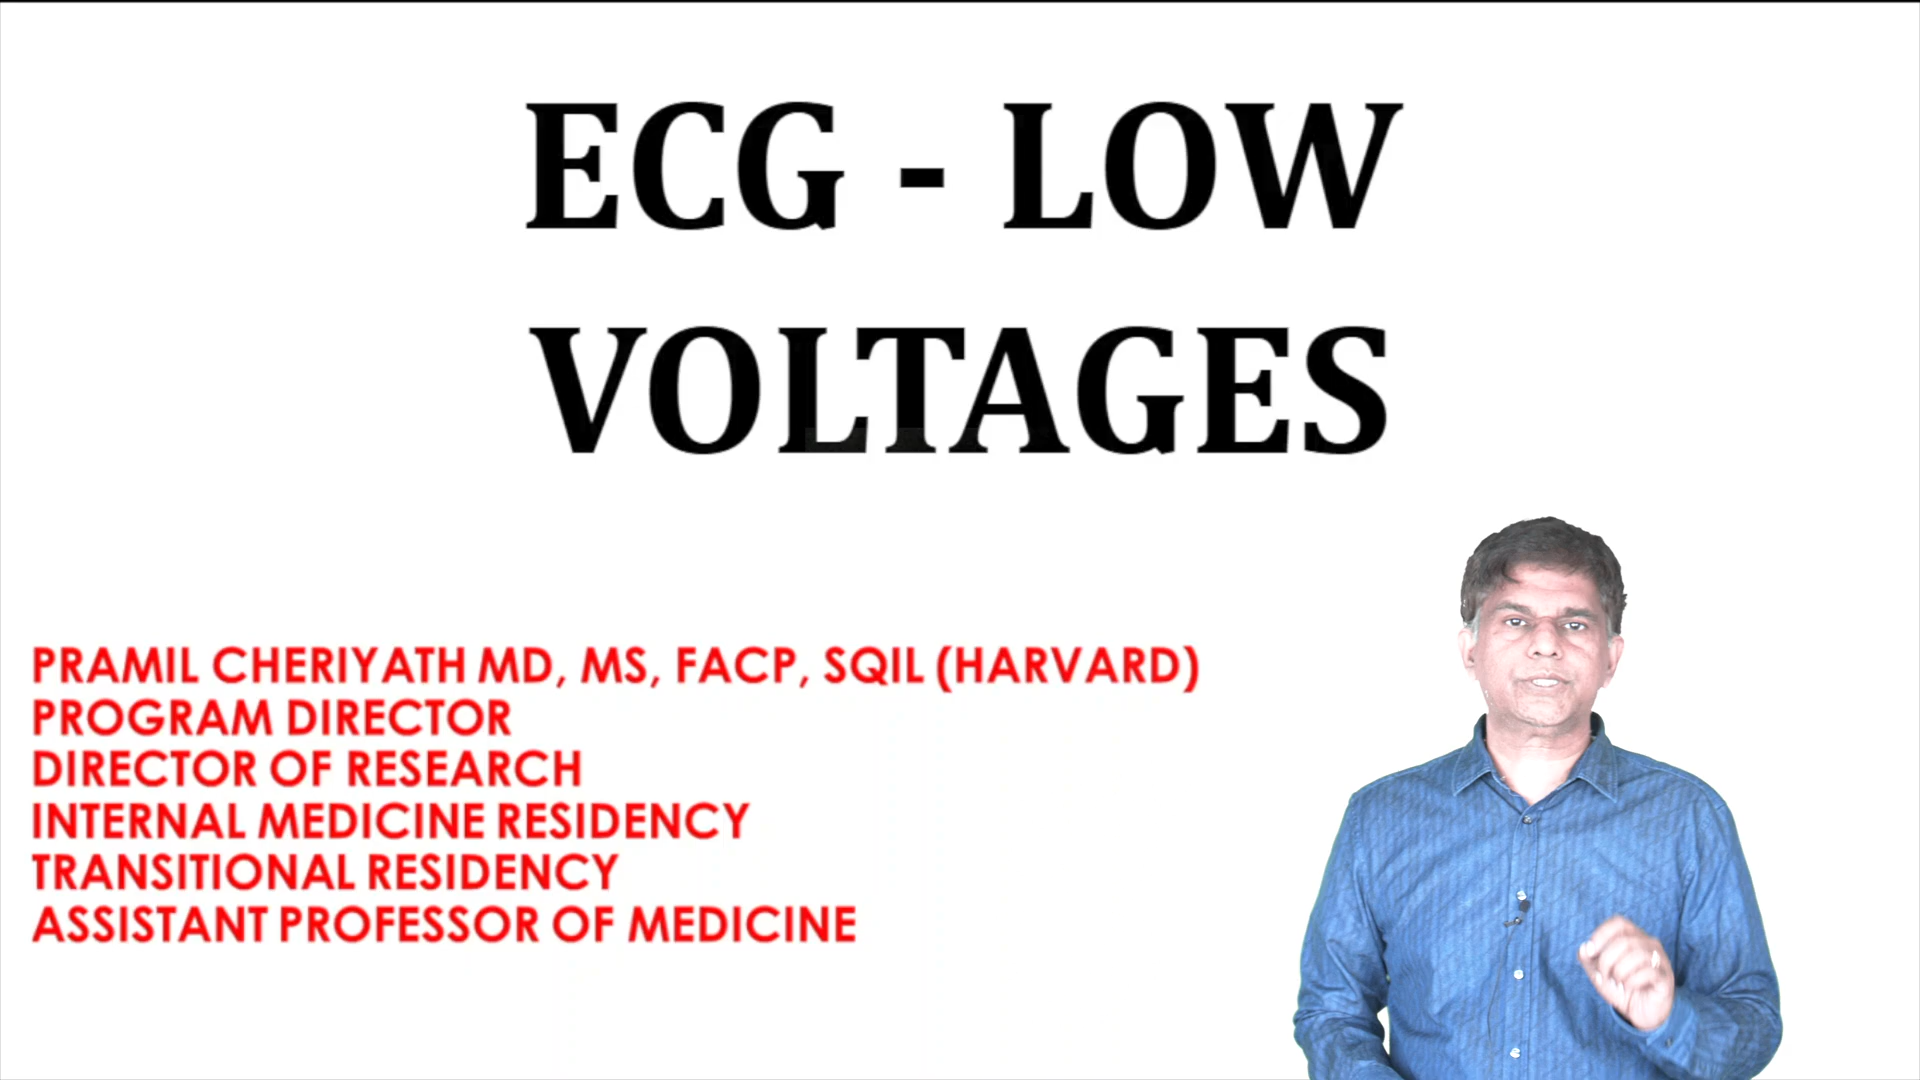 ECG - LOW
VOLTAGES
PRAMIL CHERIYATH MD, MS, FACP, SQIL (HARVARD)
PROGRAM DIRECTOR
DIRECTOR OF RESEARCH
INTERNAL MEDICINE RESIDENCY
TRANSITIONAL RESIDENCY
ASSISTANT PROFESSOR OF MEDICINE